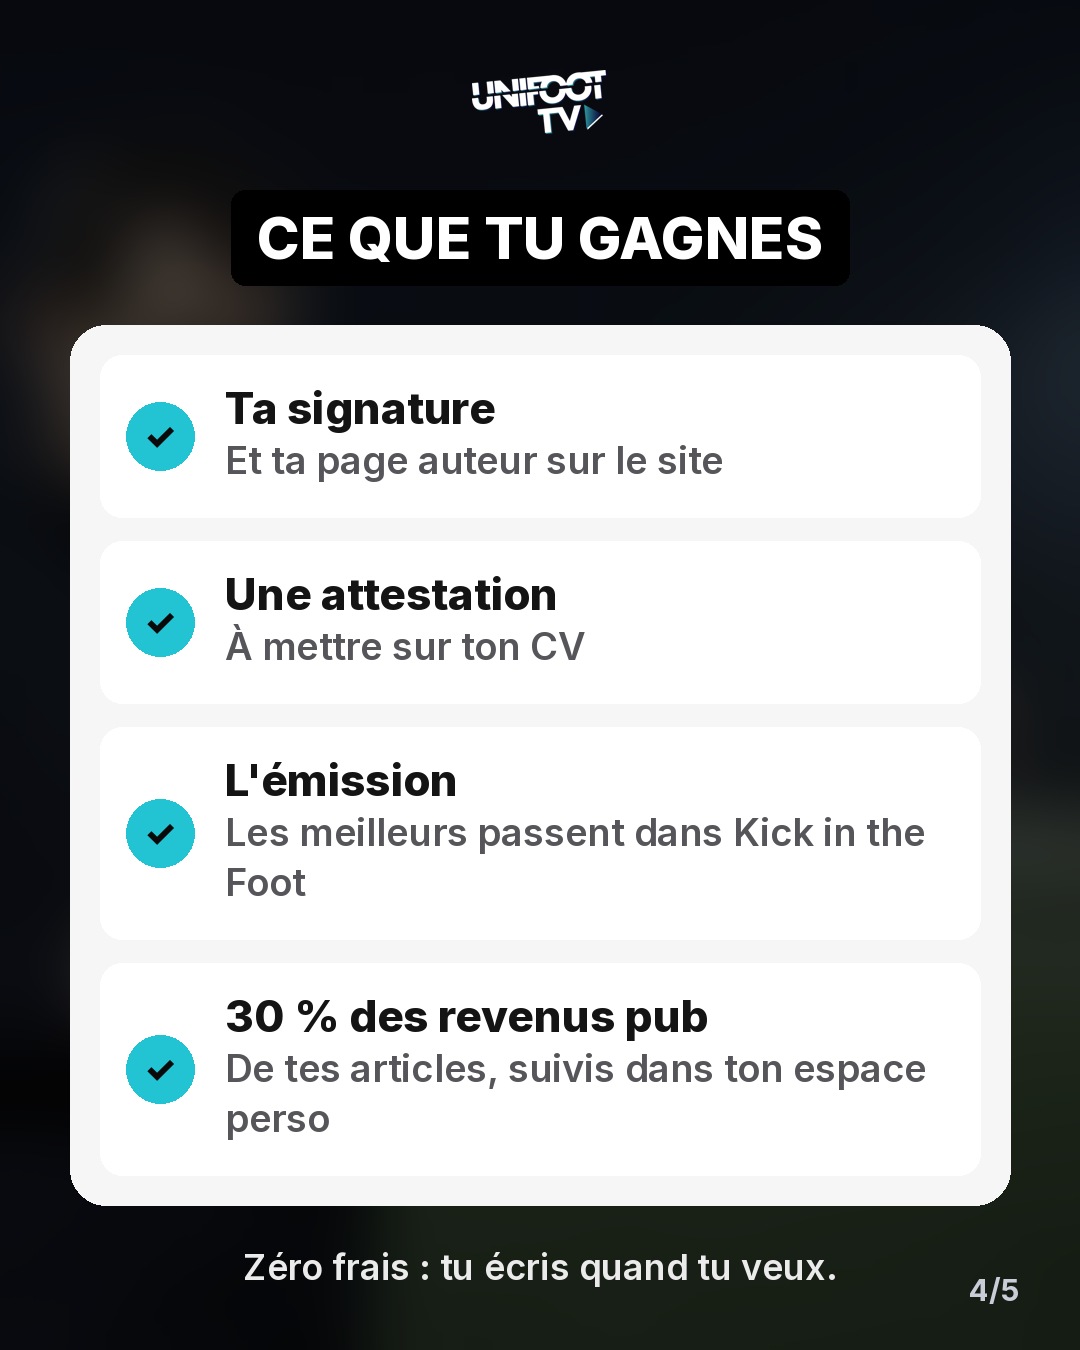 UNIFOOT
TV
CE QUE TU GAGNES
Ta signature
Et ta page auteur sur le site
Une attestation
À mettre sur ton CV
L'émission
Les meilleurs passent dans Kick in the
Foot
30 % des revenus pub
De tes articles, suivis dans ton espace
perso
Zéro frais : tu écris quand tu veux.
4/5